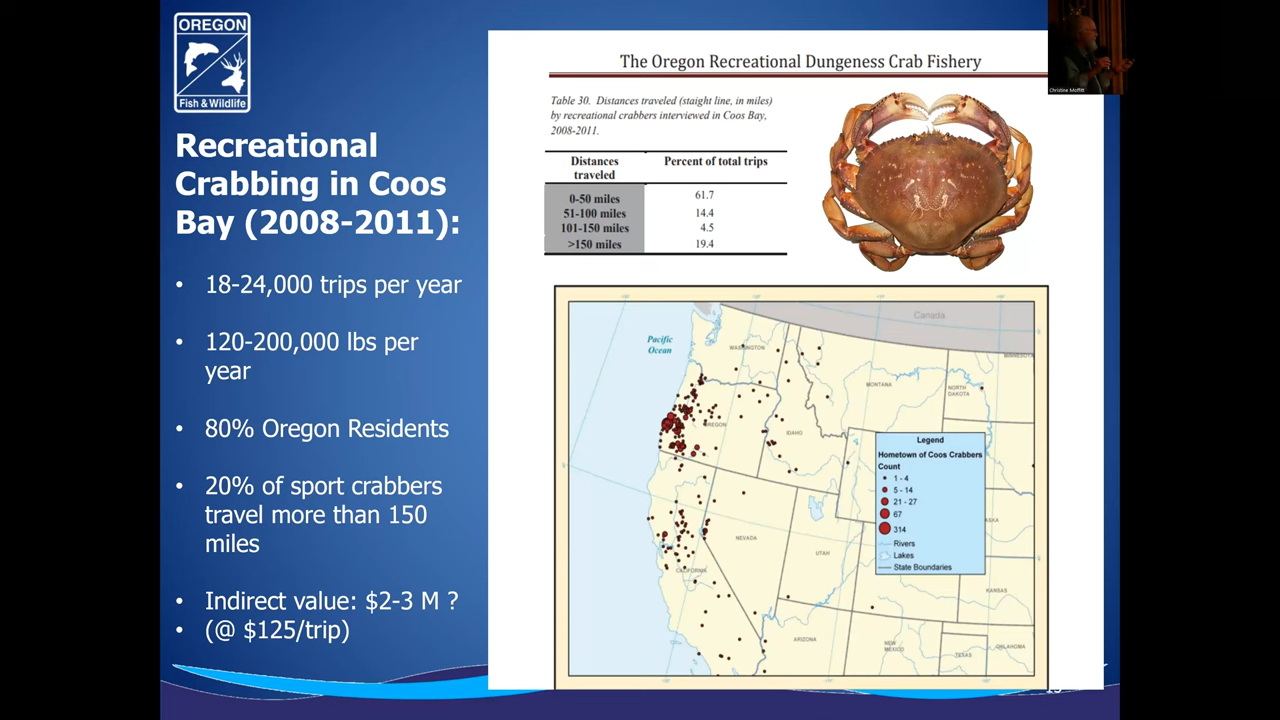 OREGON
Fish & Wildlife
Recreational
Crabbing in Coos
Bay (2008-2011):
• 18-24,000 trips per year
• 120-200,000 lbs per
year
• 80% Oregon Residents
• 20% of sport crabbers
travel more than 150
miles
• Indirect value: $2-3 M ?
• (@ $125/trip)
The Oregon Recreational Dungeness Crab Fishery
Table 30. Distances traveled (staight line, in miles)
by recreational crabbers interviewed in Coos Bay,
2008-2011.
Distances Percent of total trips
traveled
0-50 miles 61.7
51-100 miles 14.4
101-150 miles 4.5
>150 miles 19.4
Canada
Pacific
Ocean
WASHINGTON
MINNESOTA
MONTANA
NORTH
DAKOTA
OREGON
IDAHO
Legend
Hometown of Coos Crabbers
Count
1 - 4
5 - 14
21 - 27
67
314
Rivers
Lakes
State Boundaries
NEVADA
UTAH
CALIFORNIA
KANSAS
ARIZONA
NEW
MEXICO
TEXAS
OKLAHOMA
Christine Moffitt